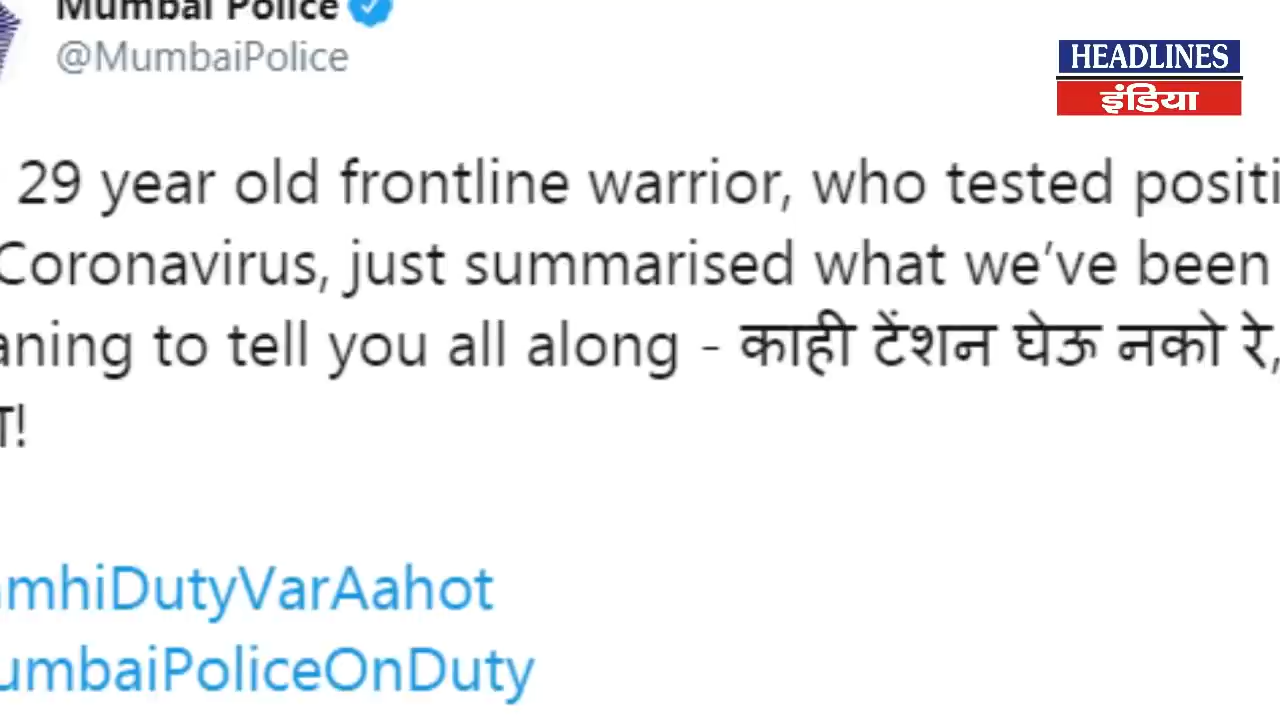 Mumbai Police
@MumbaiPolice
HEADLINES
इंडिया
29 year old frontline warrior, who tested positi
Coronavirus, just summarised what we've been
aning to tell you all along - काही टेंशन घेऊ नको रे,
!
amhiDutyVarAahot
umbaiPoliceOnDuty